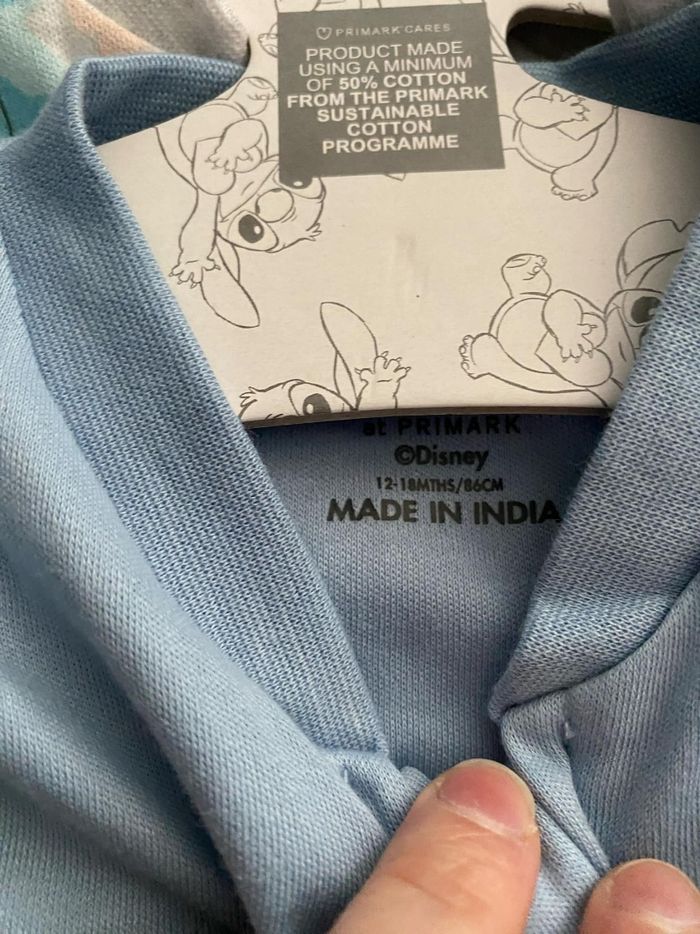 PRIMARK CARES
PRODUCT MADE
USING A MINIMUM
OF 50% COTTON
FROM THE PRIMARK
SUSTAINABLE
COTTON
PROGRAMME
at PRIMARK
©Disney
12-18MTHS/86CM
MADE IN INDIA